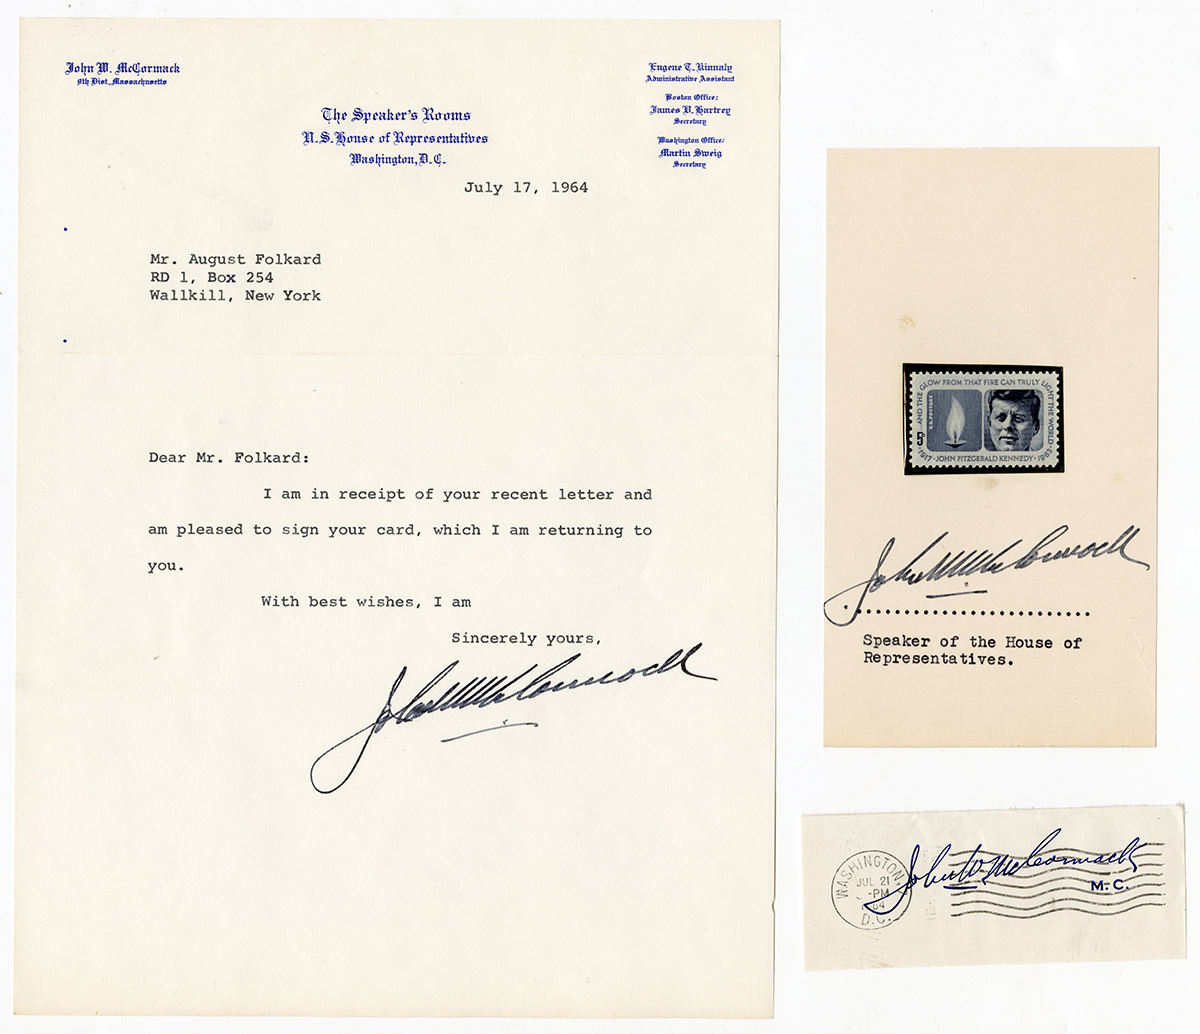 John W. McCormack
9th Dist. Massachusetts
Eugene T. Kinnaly
Administrative Assistant
Boston Office:
James V. Hartrey
Secretary
Washington Office:
Martin Sweig
Secretary
The Speaker's Rooms
U.S. House of Representatives
Washington, D.C.
July 17, 1964
Mr. August Folkard
RD 1, Box 254
Wallkill, New York
Dear Mr. Folkard:
I am in receipt of your recent letter and
am pleased to sign your card, which I am returning to
you.
With best wishes, I am
Sincerely yours,
John W. McCormack
...AND THE GLOW FROM THAT FIRE CAN TRULY LIGHT THE WORLD
U.S. POSTAGE
5¢
1917 · JOHN FITZGERALD KENNEDY · 1963
John W. McCormack
Speaker of the House of
Representatives.
WASHINGTON,
JUL 21
-PM
64
D.C.
John W. McCormack
M.C.